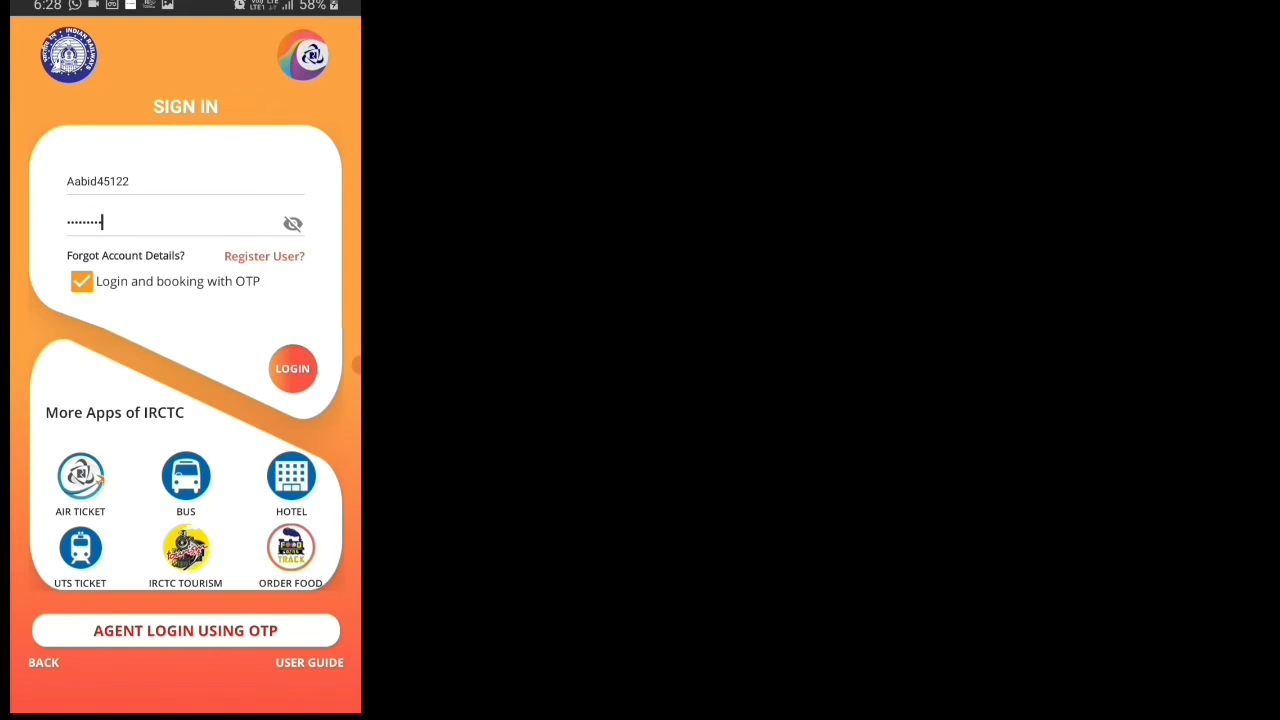 6:28
58%
SIGN IN
Aabid45122
•••••••••
Forgot Account Details? Register User?
Login and booking with OTP
LOGIN
More Apps of IRCTC
AIR TICKET BUS HOTEL
UTS TICKET IRCTC TOURISM ORDER FOOD
AGENT LOGIN USING OTP
BACK USER GUIDE